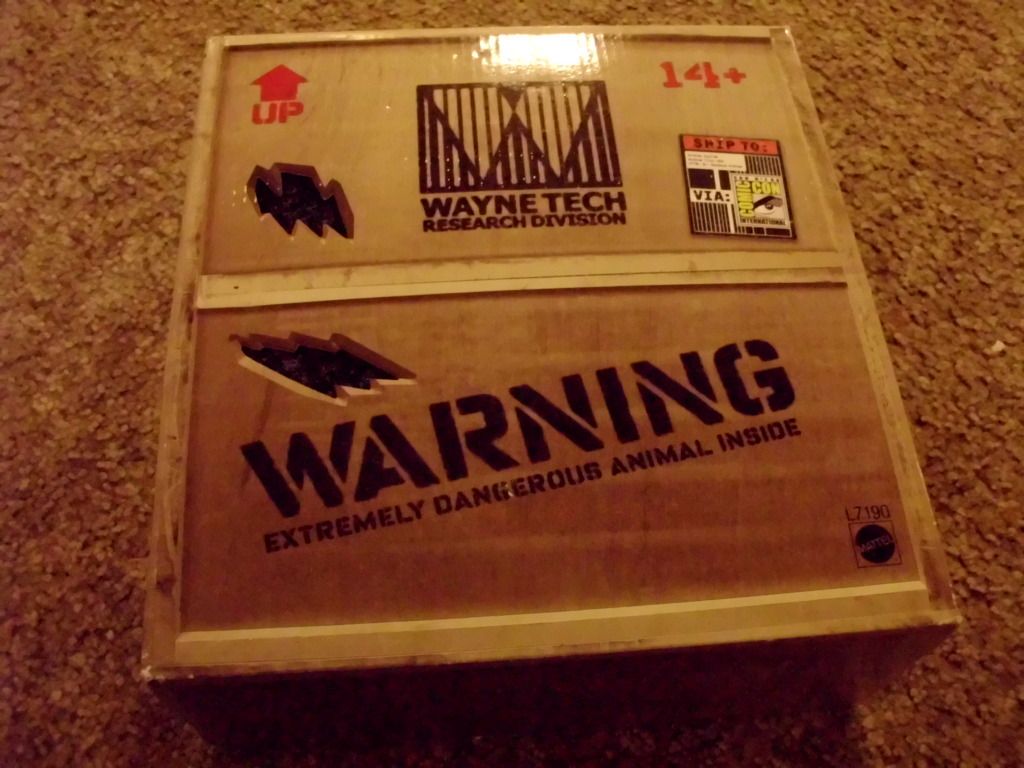 UP
14+
WAYNE TECH
RESEARCH DIVISION
SHIP TO:
VIA:
COMIC CON
INTERNATIONAL
WARNING
EXTREMELY DANGEROUS ANIMAL INSIDE
L7190
MATTEL